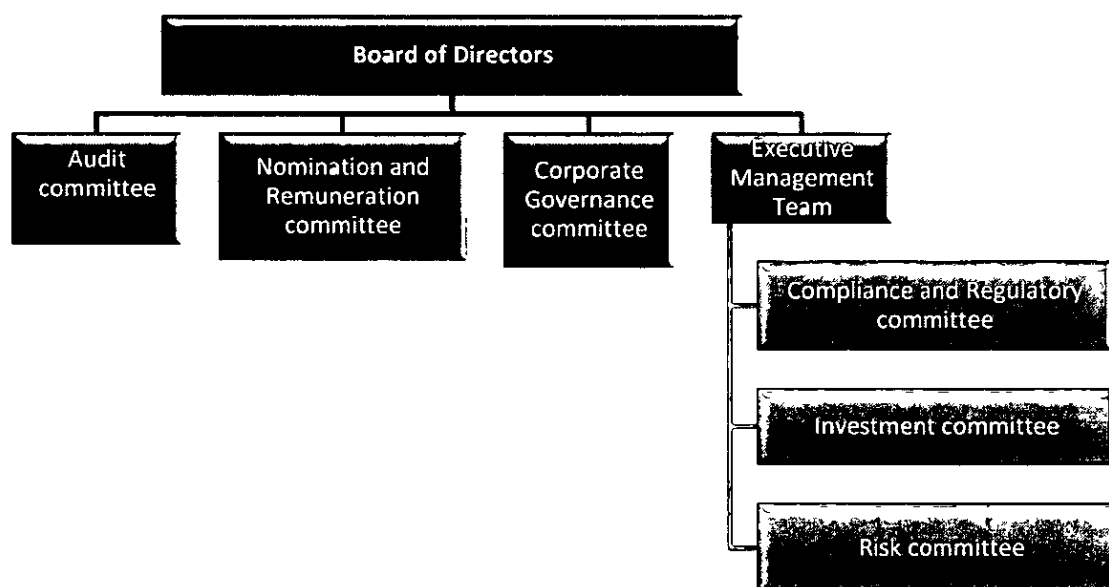 Board of Directors
Audit
committee
Nomination and
Remuneration
committee
Corporate
Governance
committee
Executive
Management
Team
Compliance and Regulatory
committee
Investment committee
Risk committee